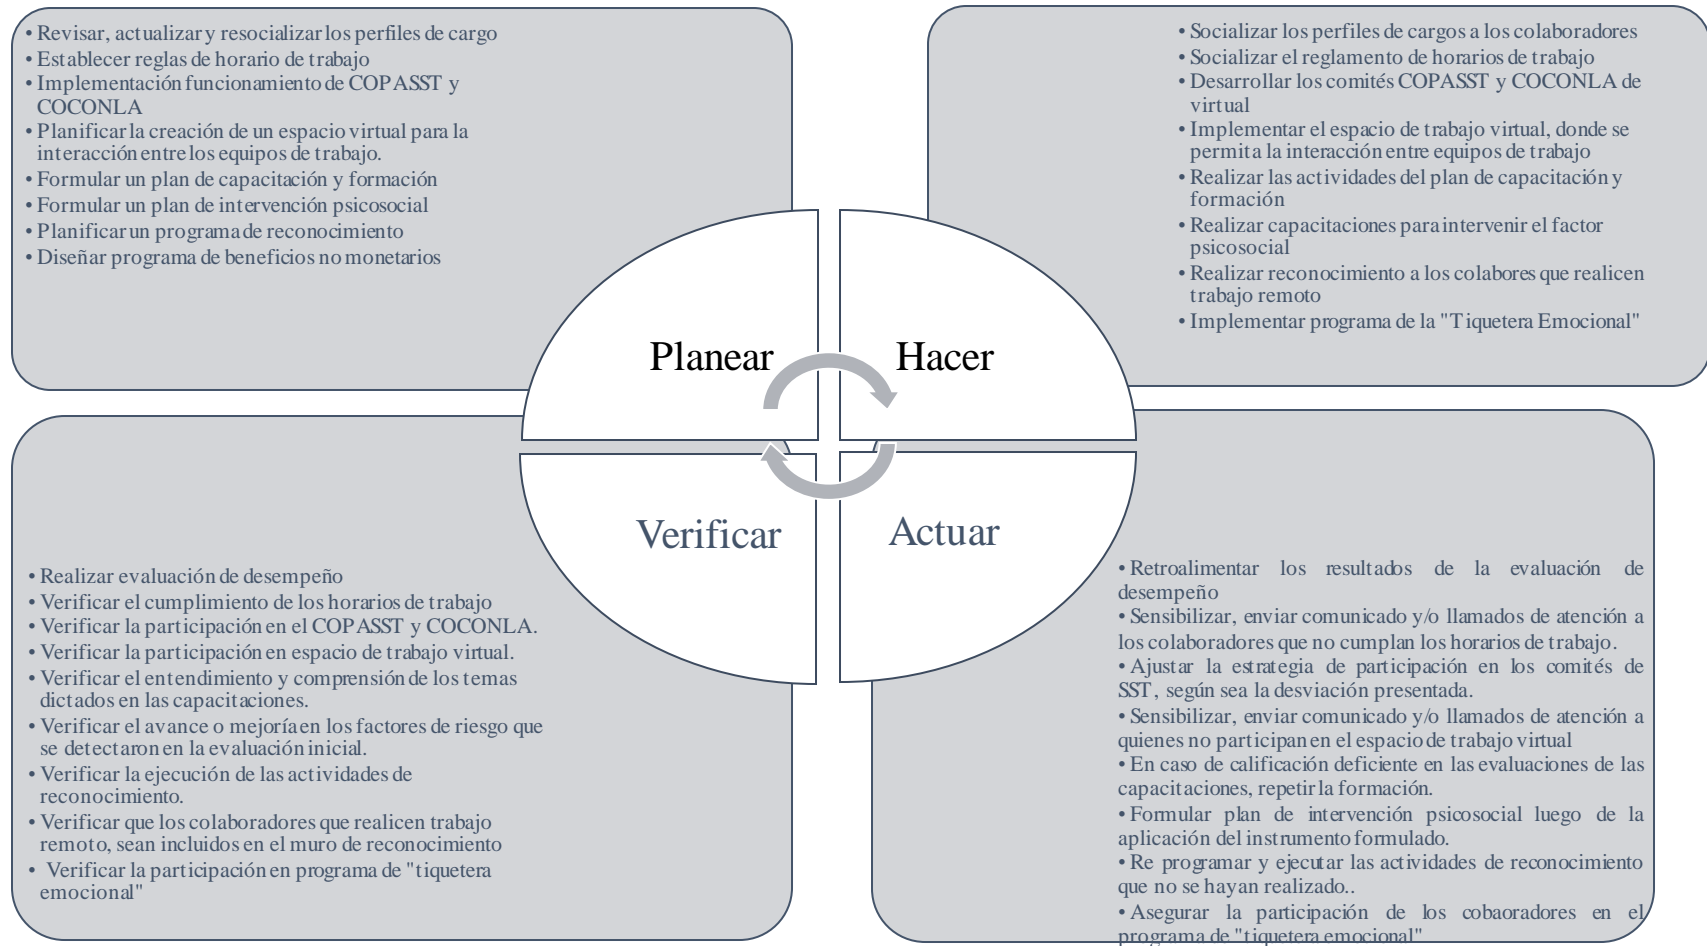 • Revisar, actualizar y resocializar los perfiles de cargo
• Establecer reglas de horario de trabajo
• Implementación funcionamiento de COPASST y
COCONLA
• Planificar la creación de un espacio virtual para la
interacción entre los equipos de trabajo.
• Formular un plan de capacitación y formación
• Formular un plan de intervención psicosocial
• Planificar un programa de reconocimiento
• Diseñar programa de beneficios no monetarios
Planear
• Socializar los perfiles de cargos a los colaboradores
• Socializar el reglamento de horarios de trabajo
• Desarrollar los comités COPASST y COCONLA de
virtual
• Implementar el espacio de trabajo virtual, donde se
permita la interacción entre equipos de trabajo
• Realizar las actividades del plan de capacitación y
formación
• Realizar capacitaciones para intervenir el factor
psicosocial
• Realizar reconocimiento a los colabores que realicen
trabajo remoto
• Implementar programa de la "Tiquetera Emocional"
Hacer
Verificar
• Realizar evaluación de desempeño
• Verificar el cumplimiento de los horarios de trabajo
• Verificar la participación en el COPASST y COCONLA.
• Verificar la participación en espacio de trabajo virtual.
• Verificar el entendimiento y comprensión de los temas
dictados en las capacitaciones.
• Verificar el avance o mejoría en los factores de riesgo que
se detectaron en la evaluación inicial.
• Verificar la ejecución de las actividades de
reconocimiento.
• Verificar que los colaboradores que realicen trabajo
remoto, sean incluidos en el muro de reconocimiento
• Verificar la participación en programa de "tiquetera
emocional"
Actuar
• Retroalimentar los resultados de la evaluación de
desempeño
• Sensibilizar, enviar comunicado y/o llamados de atención a
los colaboradores que no cumplan los horarios de trabajo.
• Ajustar la estrategia de participación en los comités de
SST, según sea la desviación presentada.
• Sensibilizar, enviar comunicado y/o llamados de atención a
quienes no participan en el espacio de trabajo virtual
• En caso de calificación deficiente en las evaluaciones de las
capacitaciones, repetir la formación.
• Formular plan de intervención psicosocial luego de la
aplicación del instrumento formulado.
• Re programar y ejecutar las actividades de reconocimiento
que no se hayan realizado..
• Asegurar la participación de los cobaoradores en el
programa de "tiquetera emocional"